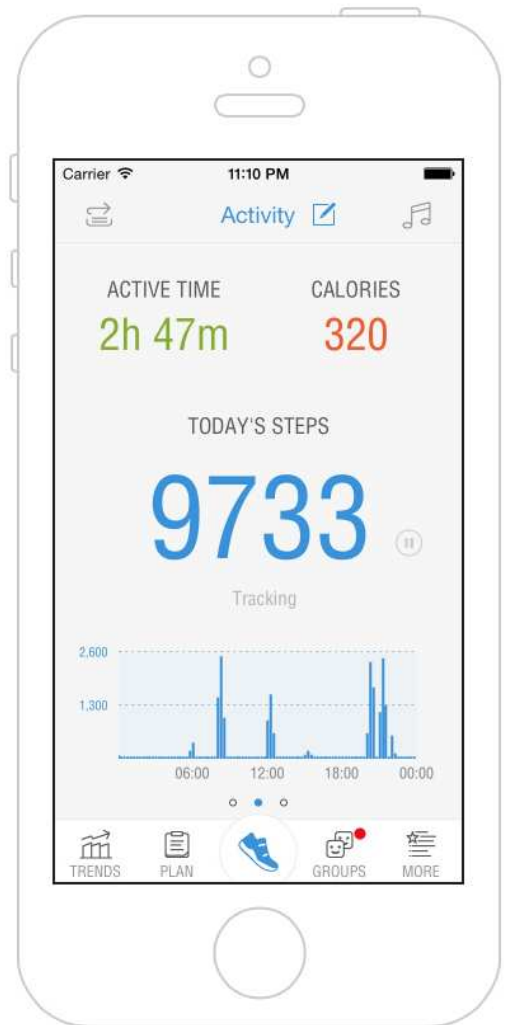 Carrier 11:10 PM
Activity
ACTIVE TIME CALORIES
2h 47m 320
TODAY'S STEPS
9733
Tracking
2,600
1,300
06:00 12:00 18:00 00:00
TRENDS PLAN GROUPS MORE